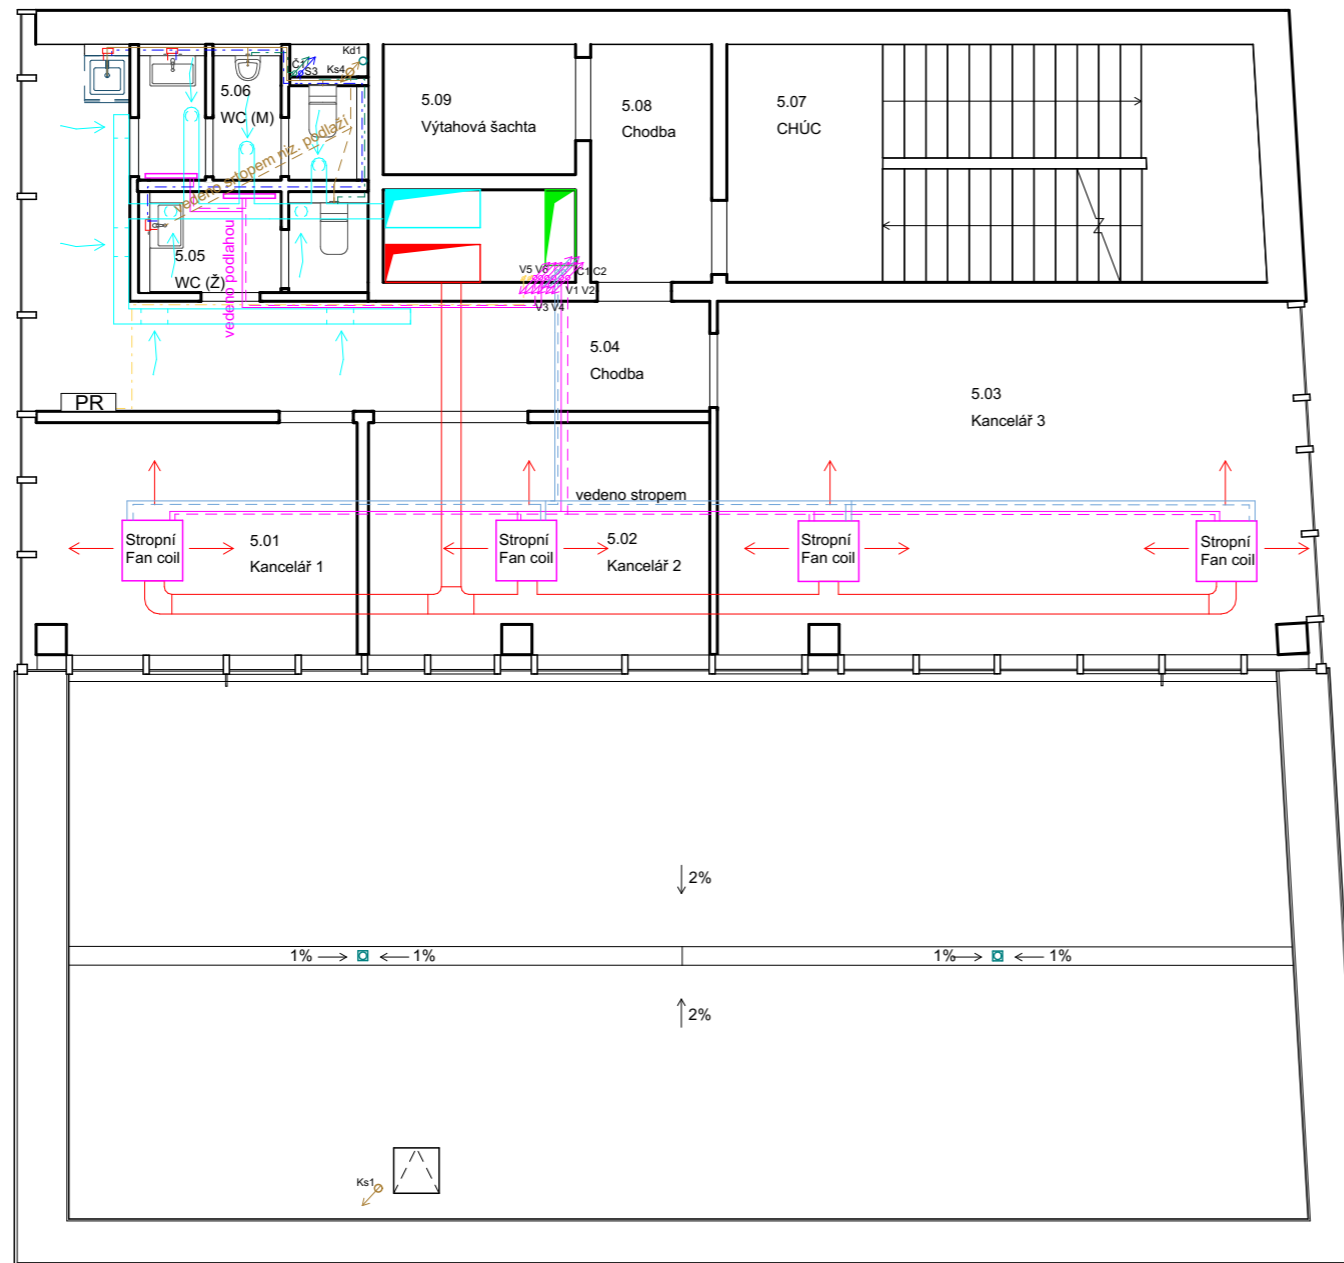 Kd1
Č1
S3
Ks4
5.06
WC (M)
5.09
Výtahová šachta
5.08
Chodba
5.07
CHÚC
vedeno srtopem niz. podlaží
5.05
WC (Ž)
vedeno podlahou
V5 V6
C1 C2
V1 V2
V3 V4
5.04
Chodba
PR
5.03
Kancelář 3
vedeno stropem
Stropní
Fan coil
5.01
Kancelář 1
Stropní
Fan coil
5.02
Kancelář 2
Stropní
Fan coil
Stropní
Fan coil
2%
1%
1%
1%
1%
2%
Ks1